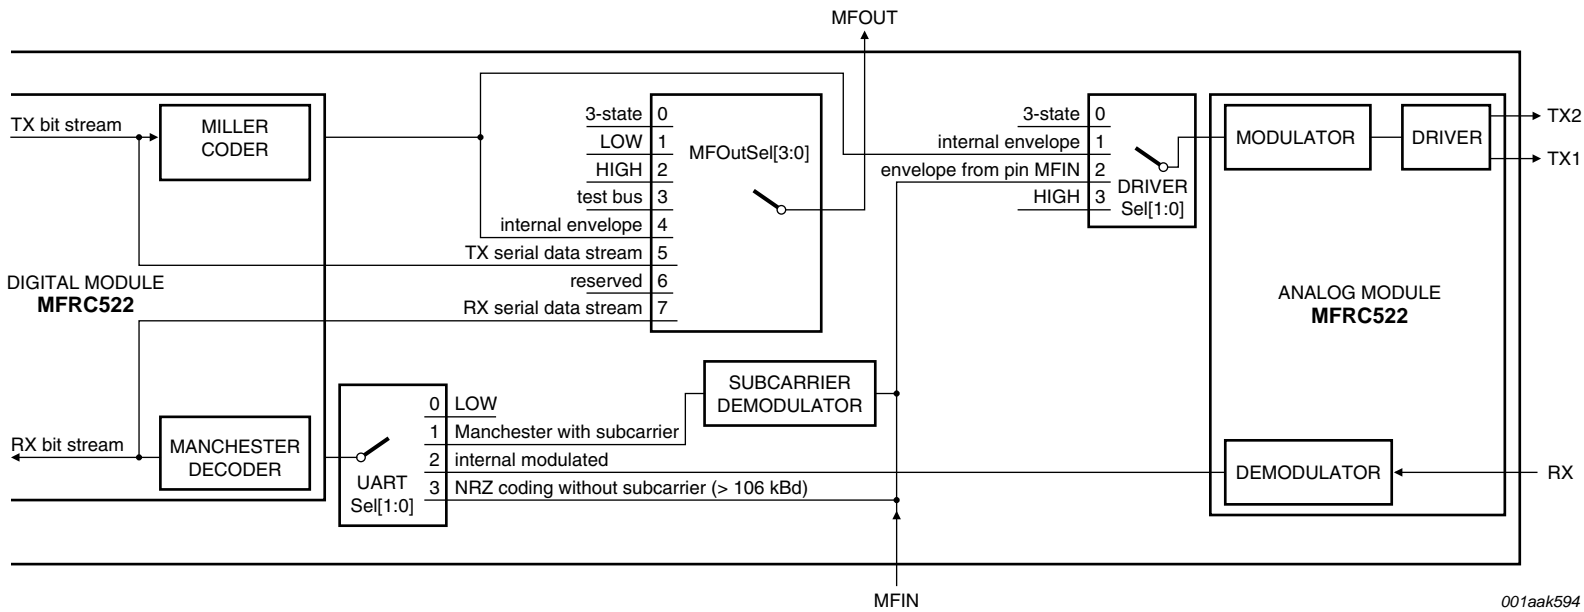 MFOUT
TX bit stream
MILLER
CODER
3-state 0
LOW 1
HIGH 2
test bus 3
internal envelope 4
TX serial data stream 5
reserved 6
RX serial data stream 7
MFOutSel[3:0]
3-state 0
internal envelope 1
envelope from pin MFIN 2
HIGH 3
DRIVER
Sel[1:0]
MODULATOR
DRIVER
TX2
TX1
DIGITAL MODULE
MFRC522
ANALOG MODULE
MFRC522
RX bit stream
MANCHESTER
DECODER
UART
Sel[1:0]
0 LOW
1 Manchester with subcarrier
2 internal modulated
3 NRZ coding without subcarrier (> 106 kBd)
SUBCARRIER
DEMODULATOR
DEMODULATOR
RX
MFIN
001aak594